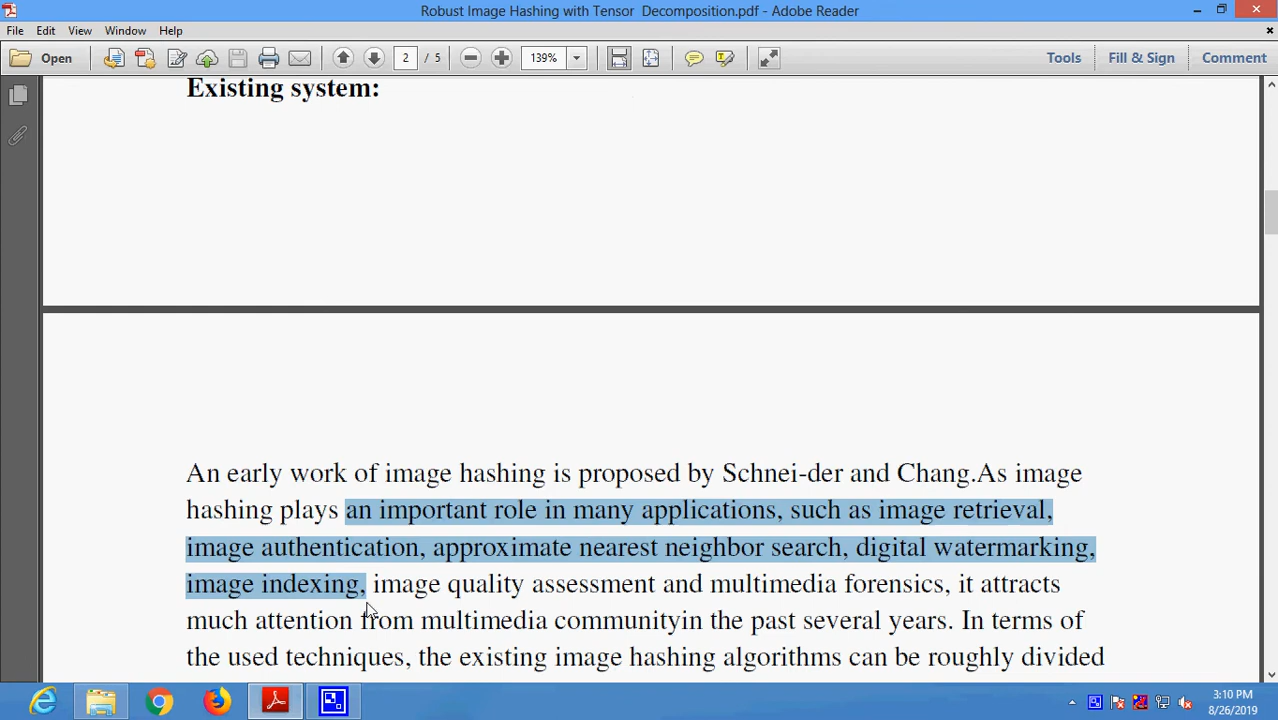 Robust Image Hashing with Tensor Decomposition.pdf - Adobe Reader
File Edit View Window Help
Open 2 / 5 139% Tools Fill & Sign Comment
Existing system:
An early work of image hashing is proposed by Schnei-der and Chang.As image
hashing plays an important role in many applications, such as image retrieval,
image authentication, approximate nearest neighbor search, digital watermarking,
image indexing, image quality assessment and multimedia forensics, it attracts
much attention from multimedia communityin the past several years. In terms of
the used techniques, the existing image hashing algorithms can be roughly divided
3:10 PM
8/26/2019